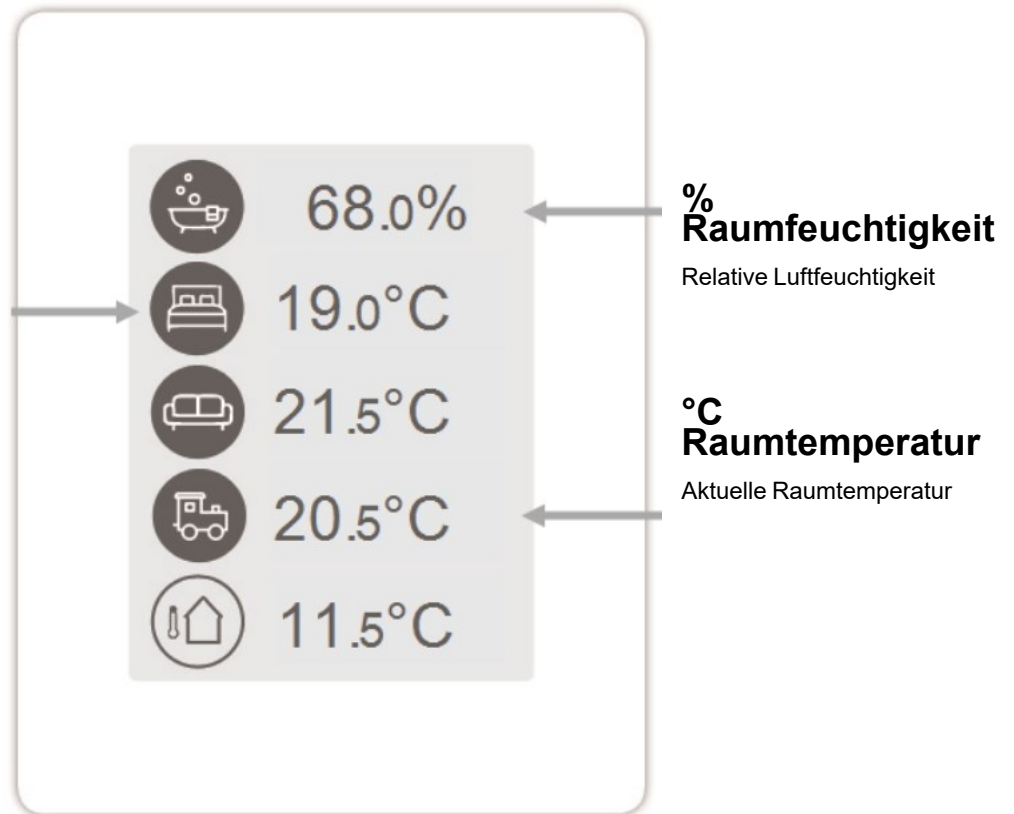 68.0%
19.0°C
21.5°C
20.5°C
11.5°C
%
Raumfeuchtigkeit
Relative Luftfeuchtigkeit
°C
Raumtemperatur
Aktuelle Raumtemperatur